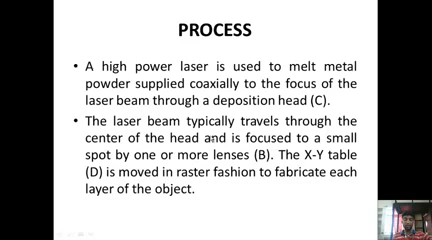 PROCESS
• A high power laser is used to melt metal
powder supplied coaxially to the focus of the
laser beam through a deposition head (C).
• The laser beam typically travels through the
center of the head and is focused to a small
spot by one or more lenses (B). The X-Y table
(D) is moved in raster fashion to fabricate each
layer of the object.